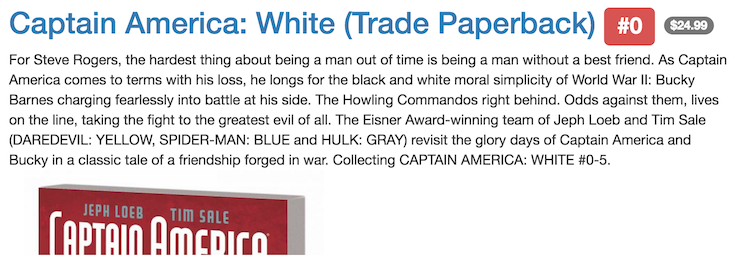 Captain America: White (Trade Paperback) #0 $24.99
For Steve Rogers, the hardest thing about being a man out of time is being a man without a best friend. As Captain
America comes to terms with his loss, he longs for the black and white moral simplicity of World War II: Bucky
Barnes charging fearlessly into battle at his side. The Howling Commandos right behind. Odds against them, lives
on the line, taking the fight to the greatest evil of all. The Eisner Award-winning team of Jeph Loeb and Tim Sale
(DAREDEVIL: YELLOW, SPIDER-MAN: BLUE and HULK: GRAY) revisit the glory days of Captain America and
Bucky in a classic tale of a friendship forged in war. Collecting CAPTAIN AMERICA: WHITE #0-5.
JEPH LOEB TIM SALE
CAPTAIN AMERICA